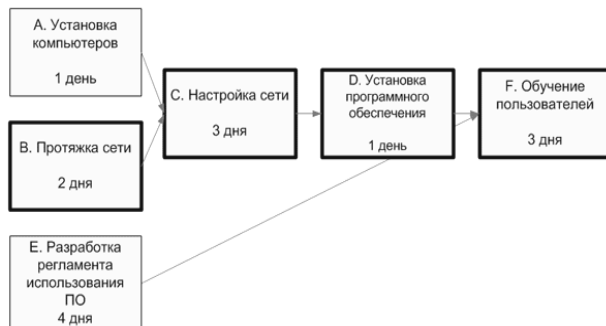 A. Установка
компьютеров
1 день
B. Протяжка сети
2 дня
C. Настройка сети
3 дня
D. Установка
программного
обеспечения
1 день
F. Обучение
пользователей
3 дня
E. Разработка
регламента
использования
ПО
4 дня